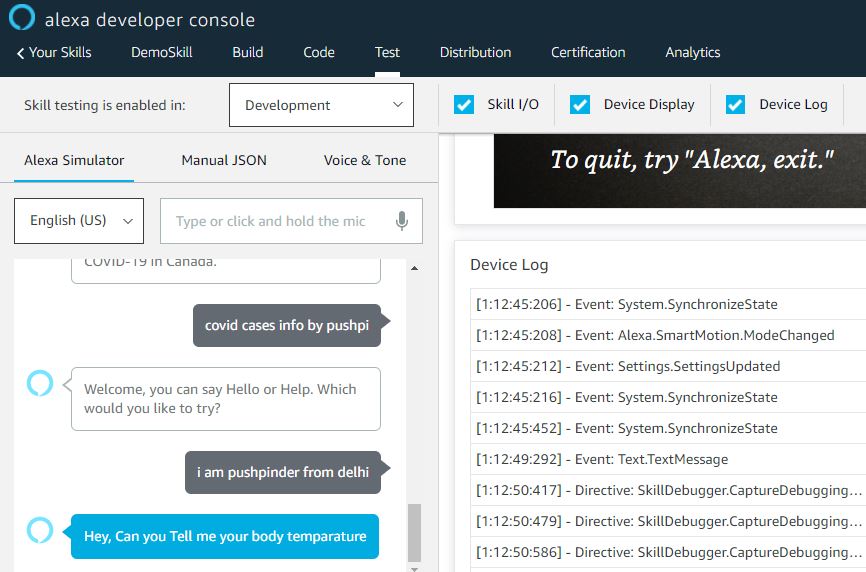 alexa developer console
Your Skills DemoSkill Build Code Test Distribution Certification Analytics
Skill testing is enabled in: Development Skill I/O Device Display Device Log
Alexa Simulator Manual JSON Voice & Tone
English (US) Type or click and hold the mic
COVID-19 in Canada.
covid cases info by pushpi
Welcome, you can say Hello or Help. Which
would you like to try?
i am pushpinder from delhi
Hey, Can you Tell me your body temparature
To quit, try "Alexa, exit."
Device Log
[1:12:45:206] - Event: System.SynchronizeState
[1:12:45:208] - Event: Alexa.SmartMotion.ModeChanged
[1:12:45:212] - Event: Settings.SettingsUpdated
[1:12:45:216] - Event: System.SynchronizeState
[1:12:45:452] - Event: System.SynchronizeState
[1:12:49:292] - Event: Text.TextMessage
[1:12:50:417] - Directive: SkillDebugger.CaptureDebugging...
[1:12:50:479] - Directive: SkillDebugger.CaptureDebugging...
[1:12:50:586] - Directive: SkillDebugger.CaptureDebugging...